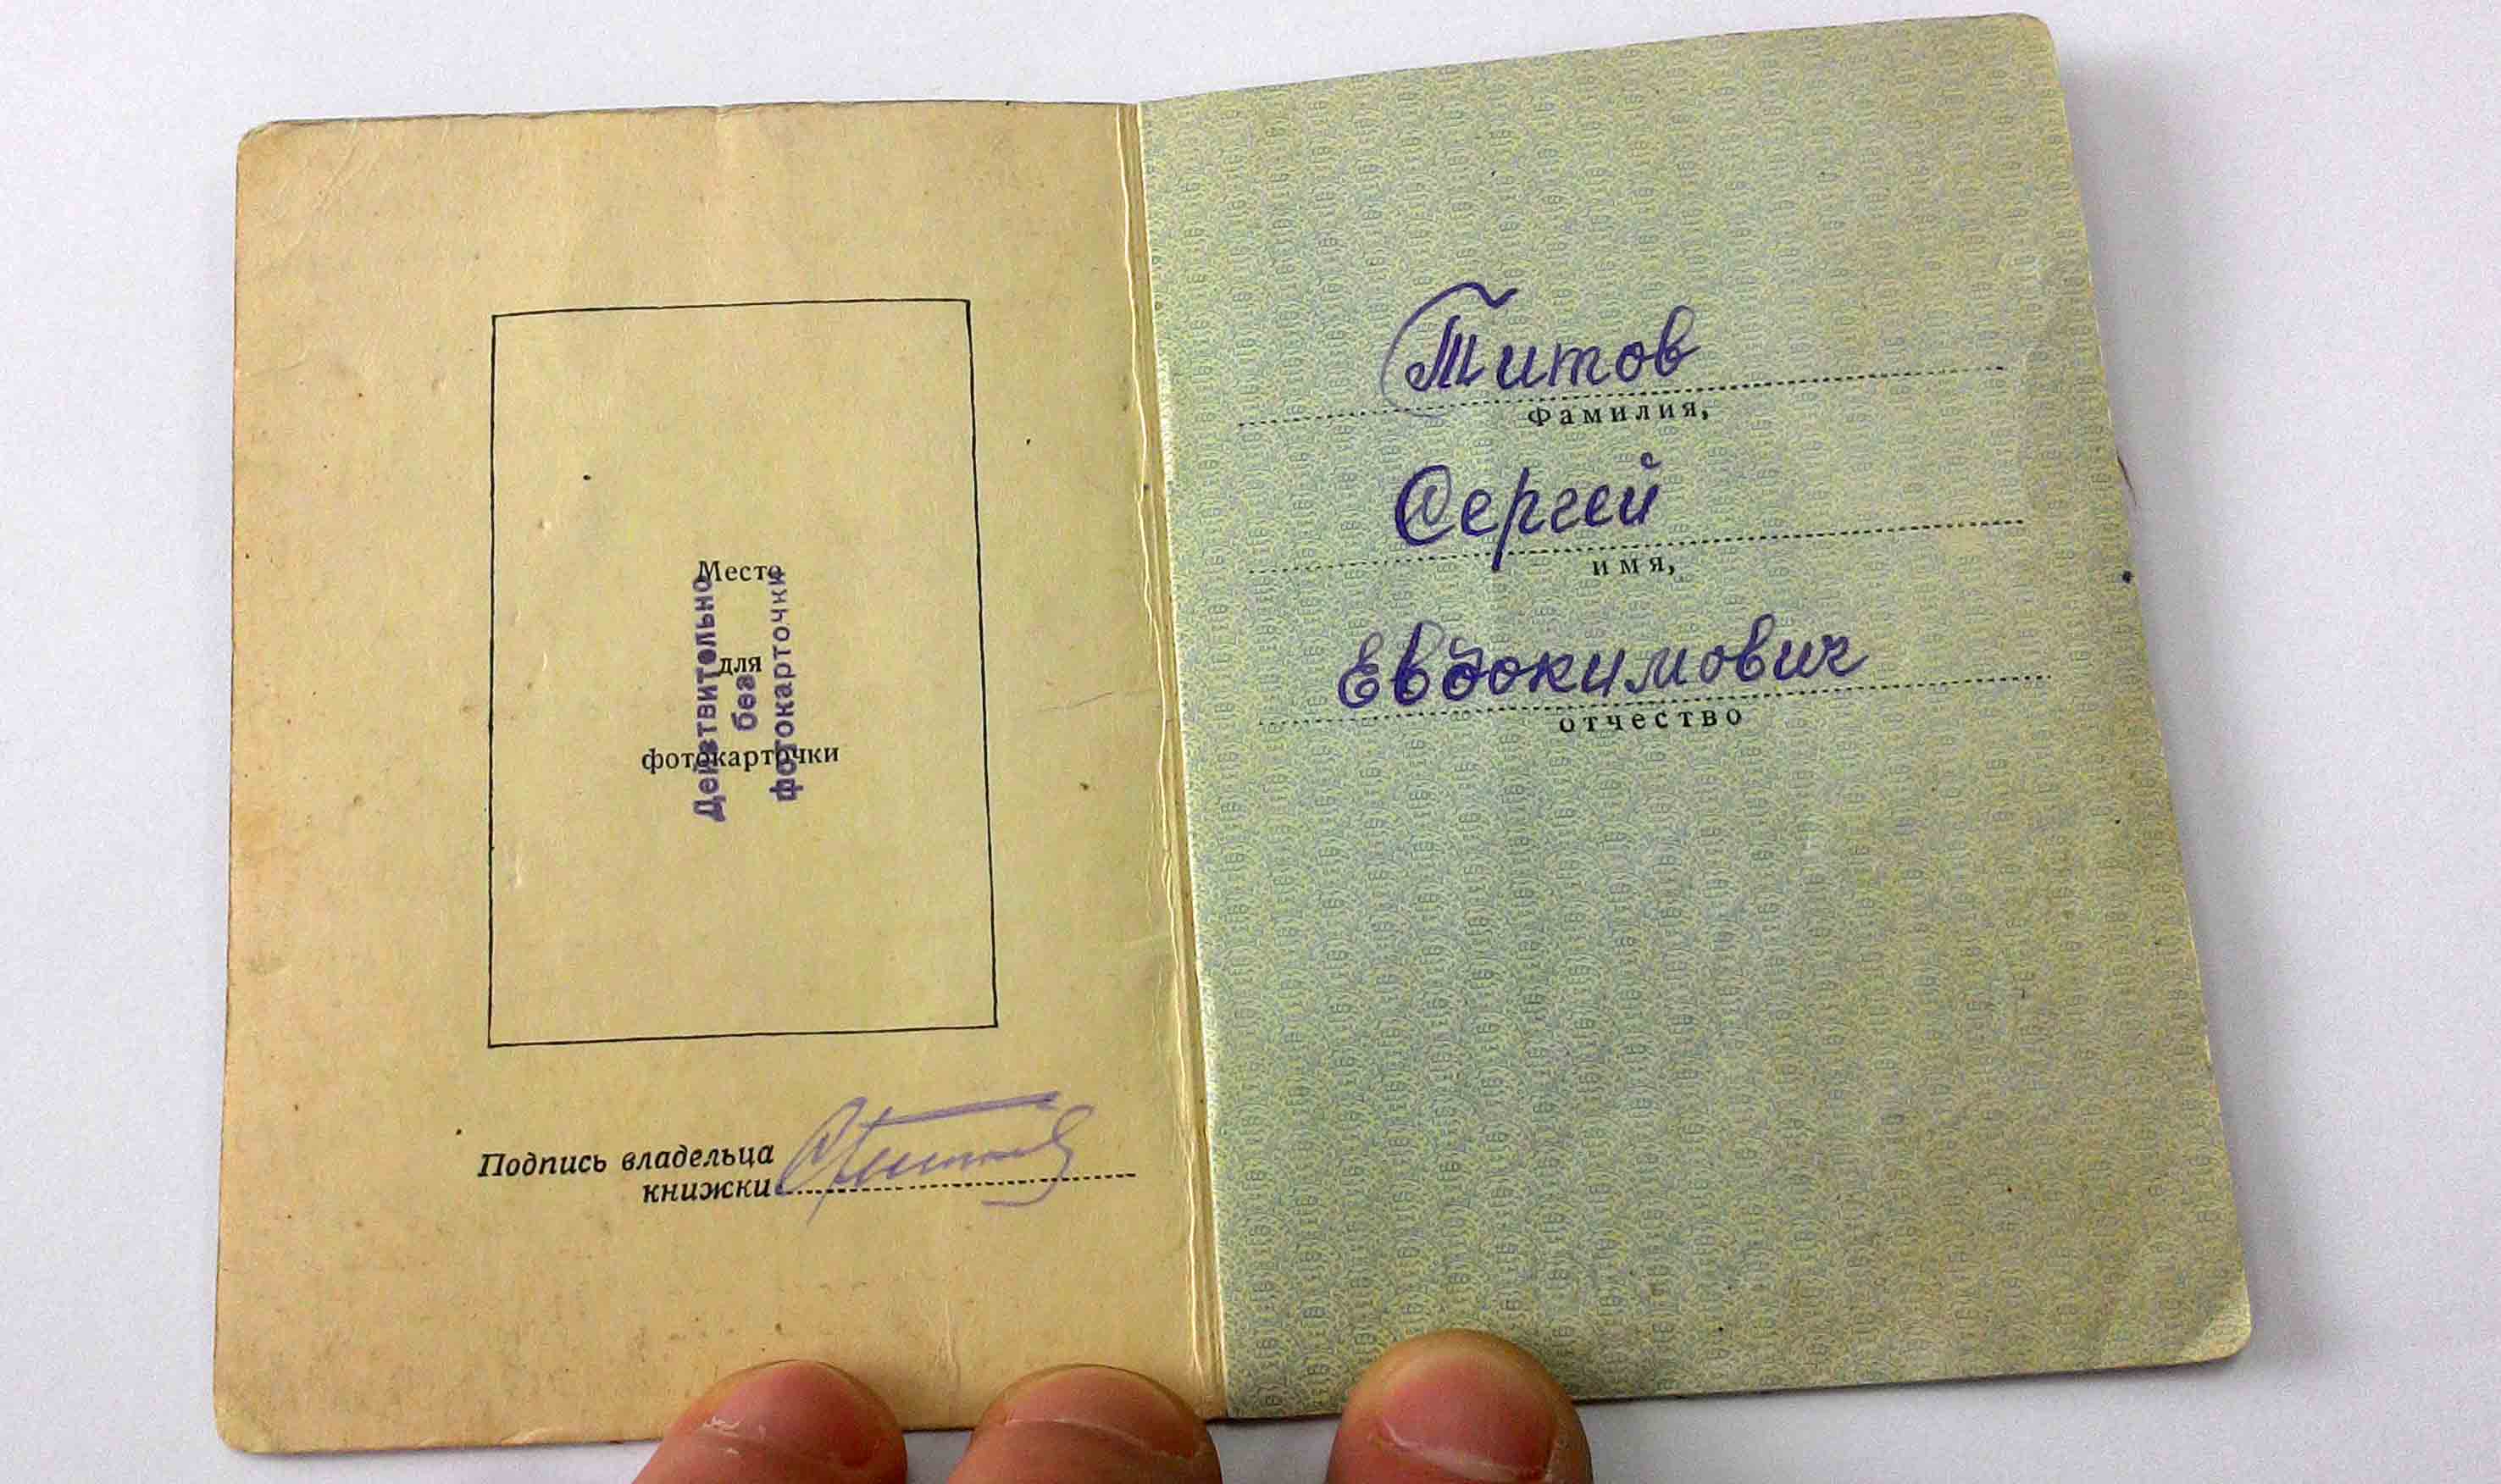 Место
для
фотокарточки
Действительно
без
фотокарточки
Подпись владельца
книжки
Титов
фамилия,
Сергей
имя,
Евдокимович
отчество